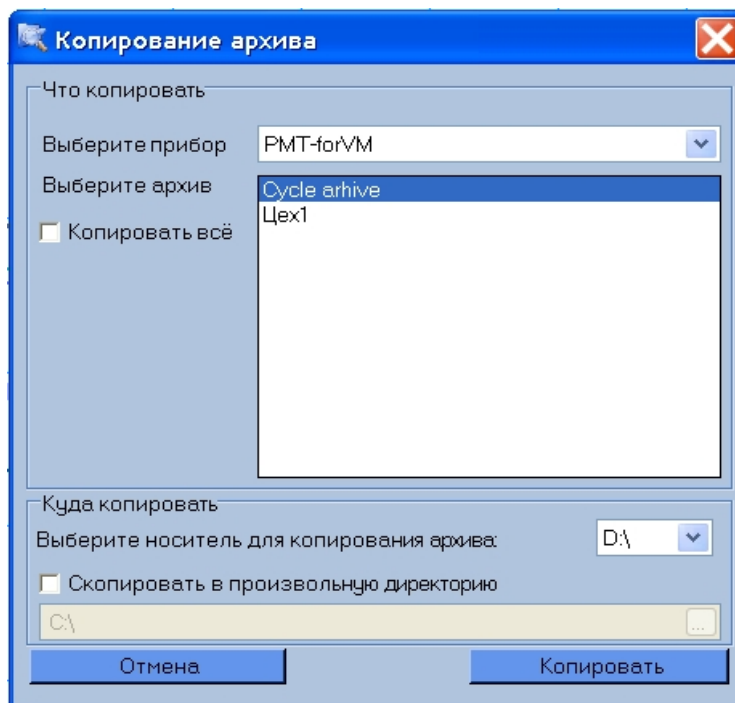 Копирование архива
Что копировать
Выберите прибор PMT-forVM
Выберите архив Cycle arhive
Цех1
Копировать всё
Куда копировать
Выберите носитель для копирования архива: D:\
Скопировать в произвольную директорию
C:\ ...
Отмена Копировать